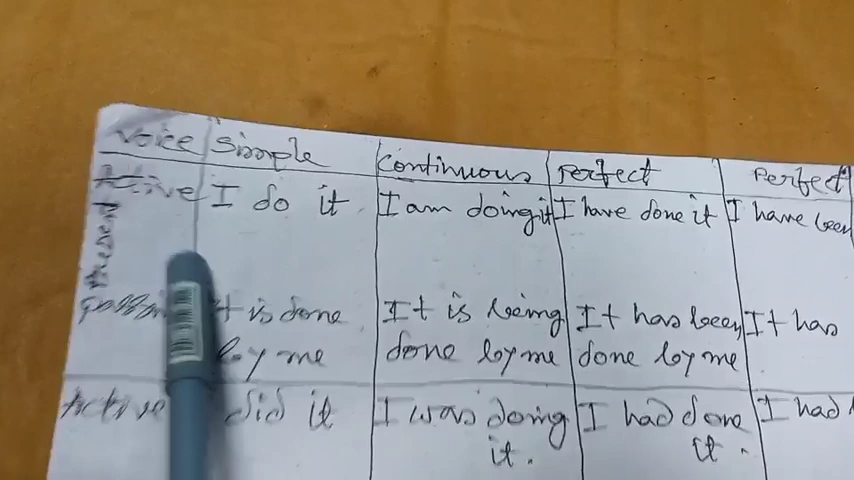 Voice Simple Continuous Perfect Perfect
Active I do it I am doing it I have done it I have been
Present
It is done It is being It has been It has
by me done by me done by me
Active did it I was doing I had done I had
it. it.